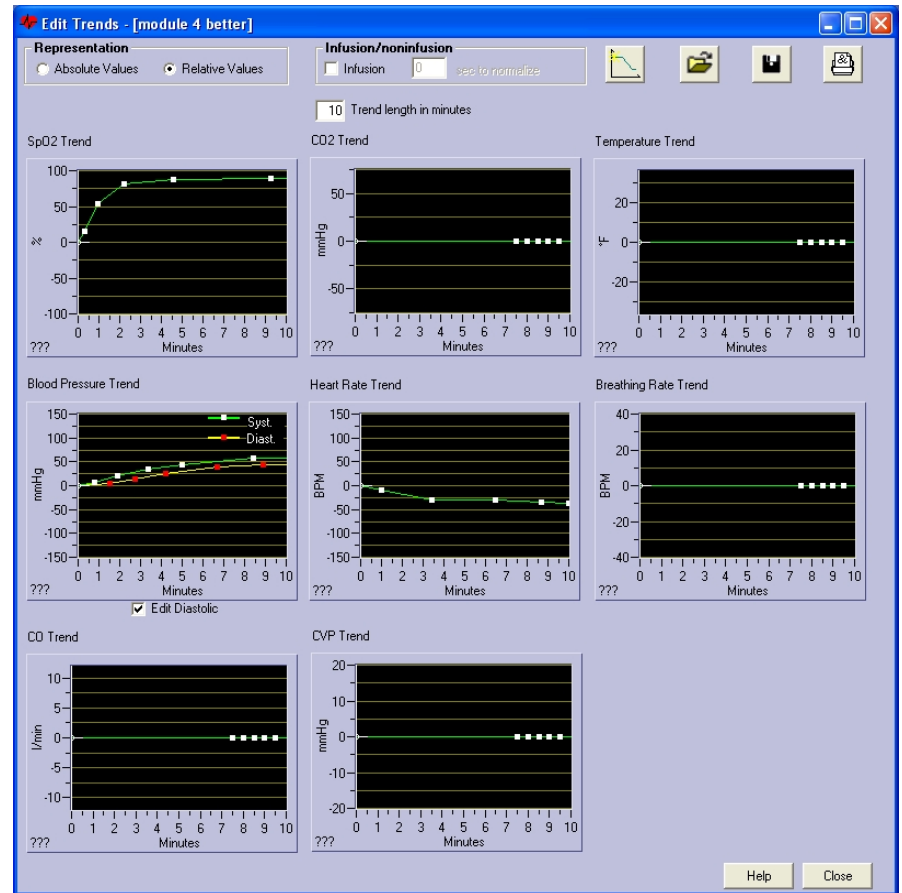 Edit Trends - [module 4 better]
Representation
Absolute Values Relative Values
Infusion/noninfusion
Infusion 0 sec to normalize
10 Trend length in minutes
SpO2 Trend
100
50
0
-50
-100
%
0 1 2 3 4 5 6 7 8 9 10
??? Minutes
CO2 Trend
50
0
-50
mmHg
0 1 2 3 4 5 6 7 8 9 10
??? Minutes
Temperature Trend
20
0
-20
°F
0 1 2 3 4 5 6 7 8 9 10
??? Minutes
Blood Pressure Trend
150
100
50
0
-50
-100
-150
mmHg
Syst.
Diast.
0 1 2 3 4 5 6 7 8 9 10
??? Minutes
Edit Diastolic
Heart Rate Trend
150
100
50
0
-50
-100
-150
BPM
0 1 2 3 4 5 6 7 8 9 10
??? Minutes
Breathing Rate Trend
40
20
0
-20
-40
BPM
0 1 2 3 4 5 6 7 8 9 10
??? Minutes
CO Trend
10
5
0
-5
-10
l/min
0 1 2 3 4 5 6 7 8 9 10
??? Minutes
CVP Trend
20
10
0
-10
-20
mmHg
0 1 2 3 4 5 6 7 8 9 10
??? Minutes
Help Close